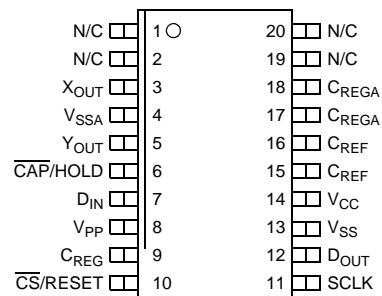 N/C 1 20 N/C
N/C 2 19 N/C
XOUT 3 18 CREGA
VSSA 4 17 CREGA
YOUT 5 16 CREF
CAP/HOLD 6 15 CREF
DIN 7 14 VCC
VPP 8 13 VSS
CREG 9 12 DOUT
CS/RESET 10 11 SCLK